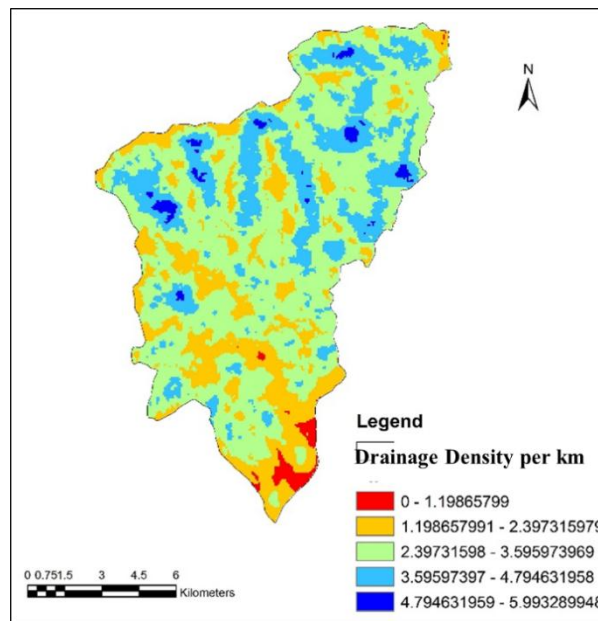 N
Legend
Drainage Density per km
0 - 1.19865799
1.198657991 - 2.397315979
2.39731598 - 3.595973969
3.59597397 - 4.794631958
4.794631959 - 5.993289948
0 0.751.5 3 4.5 6
Kilometers